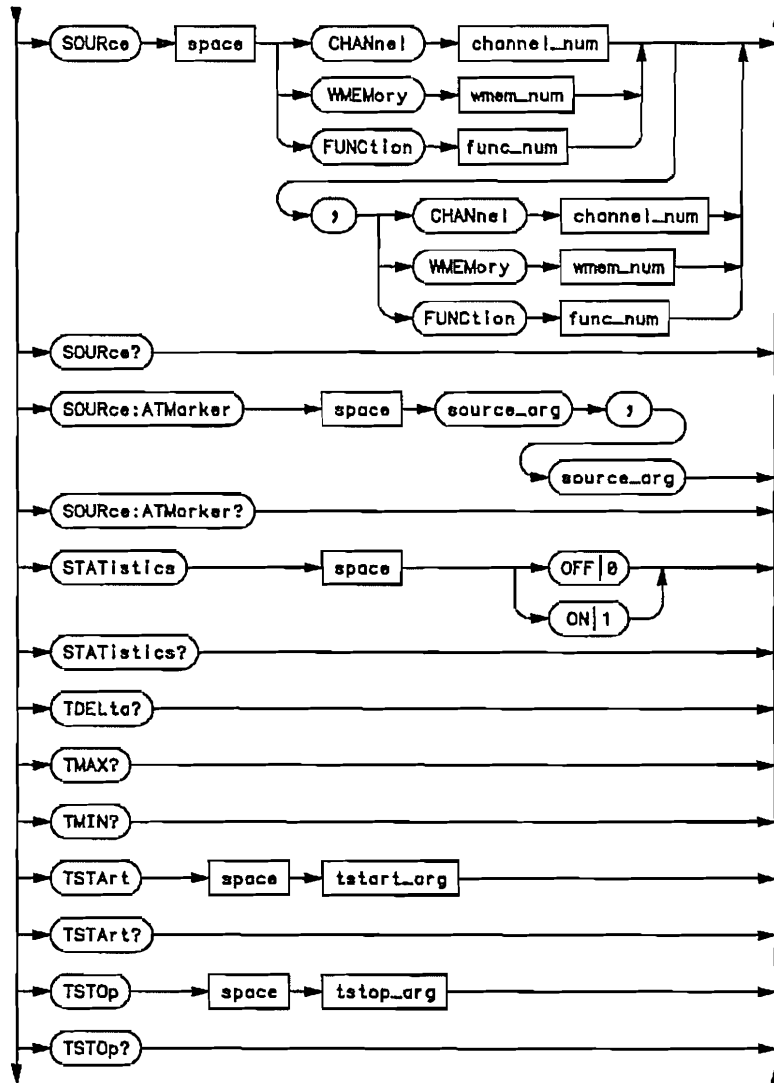 SOURce space CHANnel channel_num
WMEMory wmem_num
FUNCtion func_num
, CHANnel channel_num
WMEMory wmem_num
FUNCtion func_num
SOURce?
SOURce:ATMarker space source_arg ,
source_arg
SOURce:ATMarker?
STATistics space OFF|0
ON|1
STATistics?
TDELta?
TMAX?
TMIN?
TSTArt space tstart_arg
TSTArt?
TSTOp space tstop_arg
TSTOp?